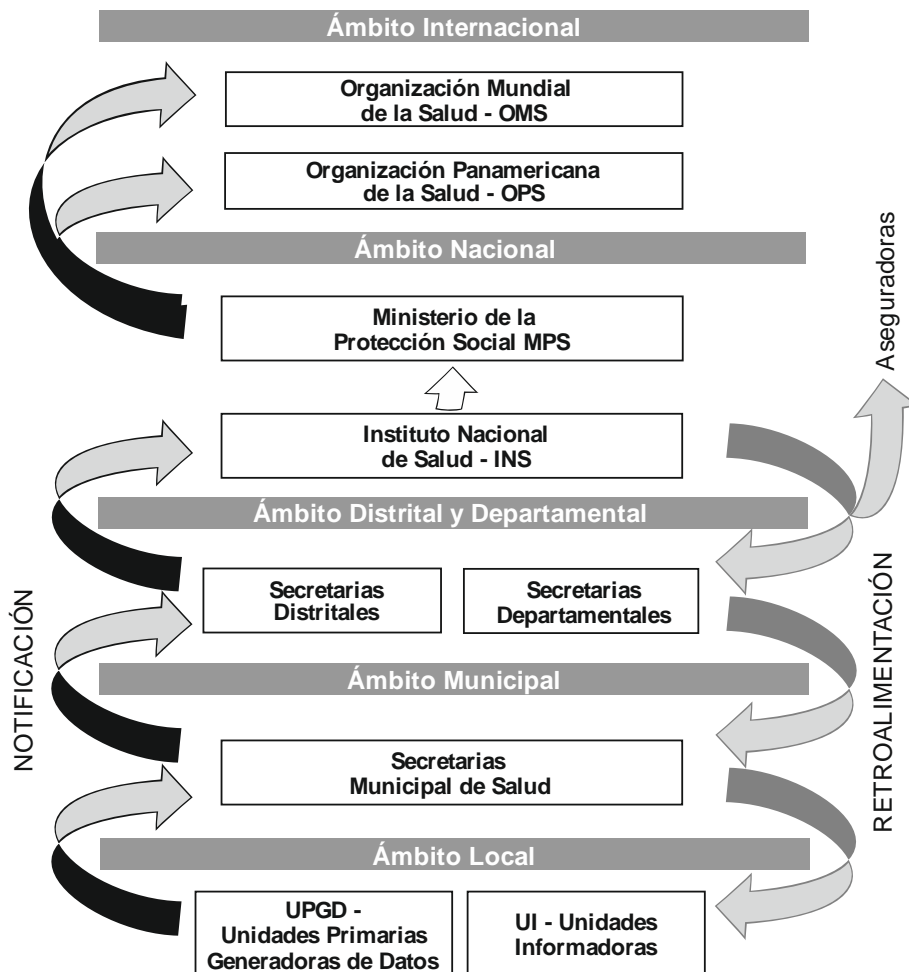 Ámbito Internacional
Organización Mundial
de la Salud - OMS
Organización Panamericana
de la Salud - OPS
Ámbito Nacional
Ministerio de la
Protección Social MPS
Aseguradoras
Instituto Nacional
de Salud - INS
Ámbito Distrital y Departamental
Secretarias
Distritales
Secretarias
Departamentales
NOTIFICACIÓN
RETROALIMENTACIÓN
Ámbito Municipal
Secretarias
Municipal de Salud
Ámbito Local
UPGD -
Unidades Primarias
Generadoras de Datos
UI - Unidades
Informadoras